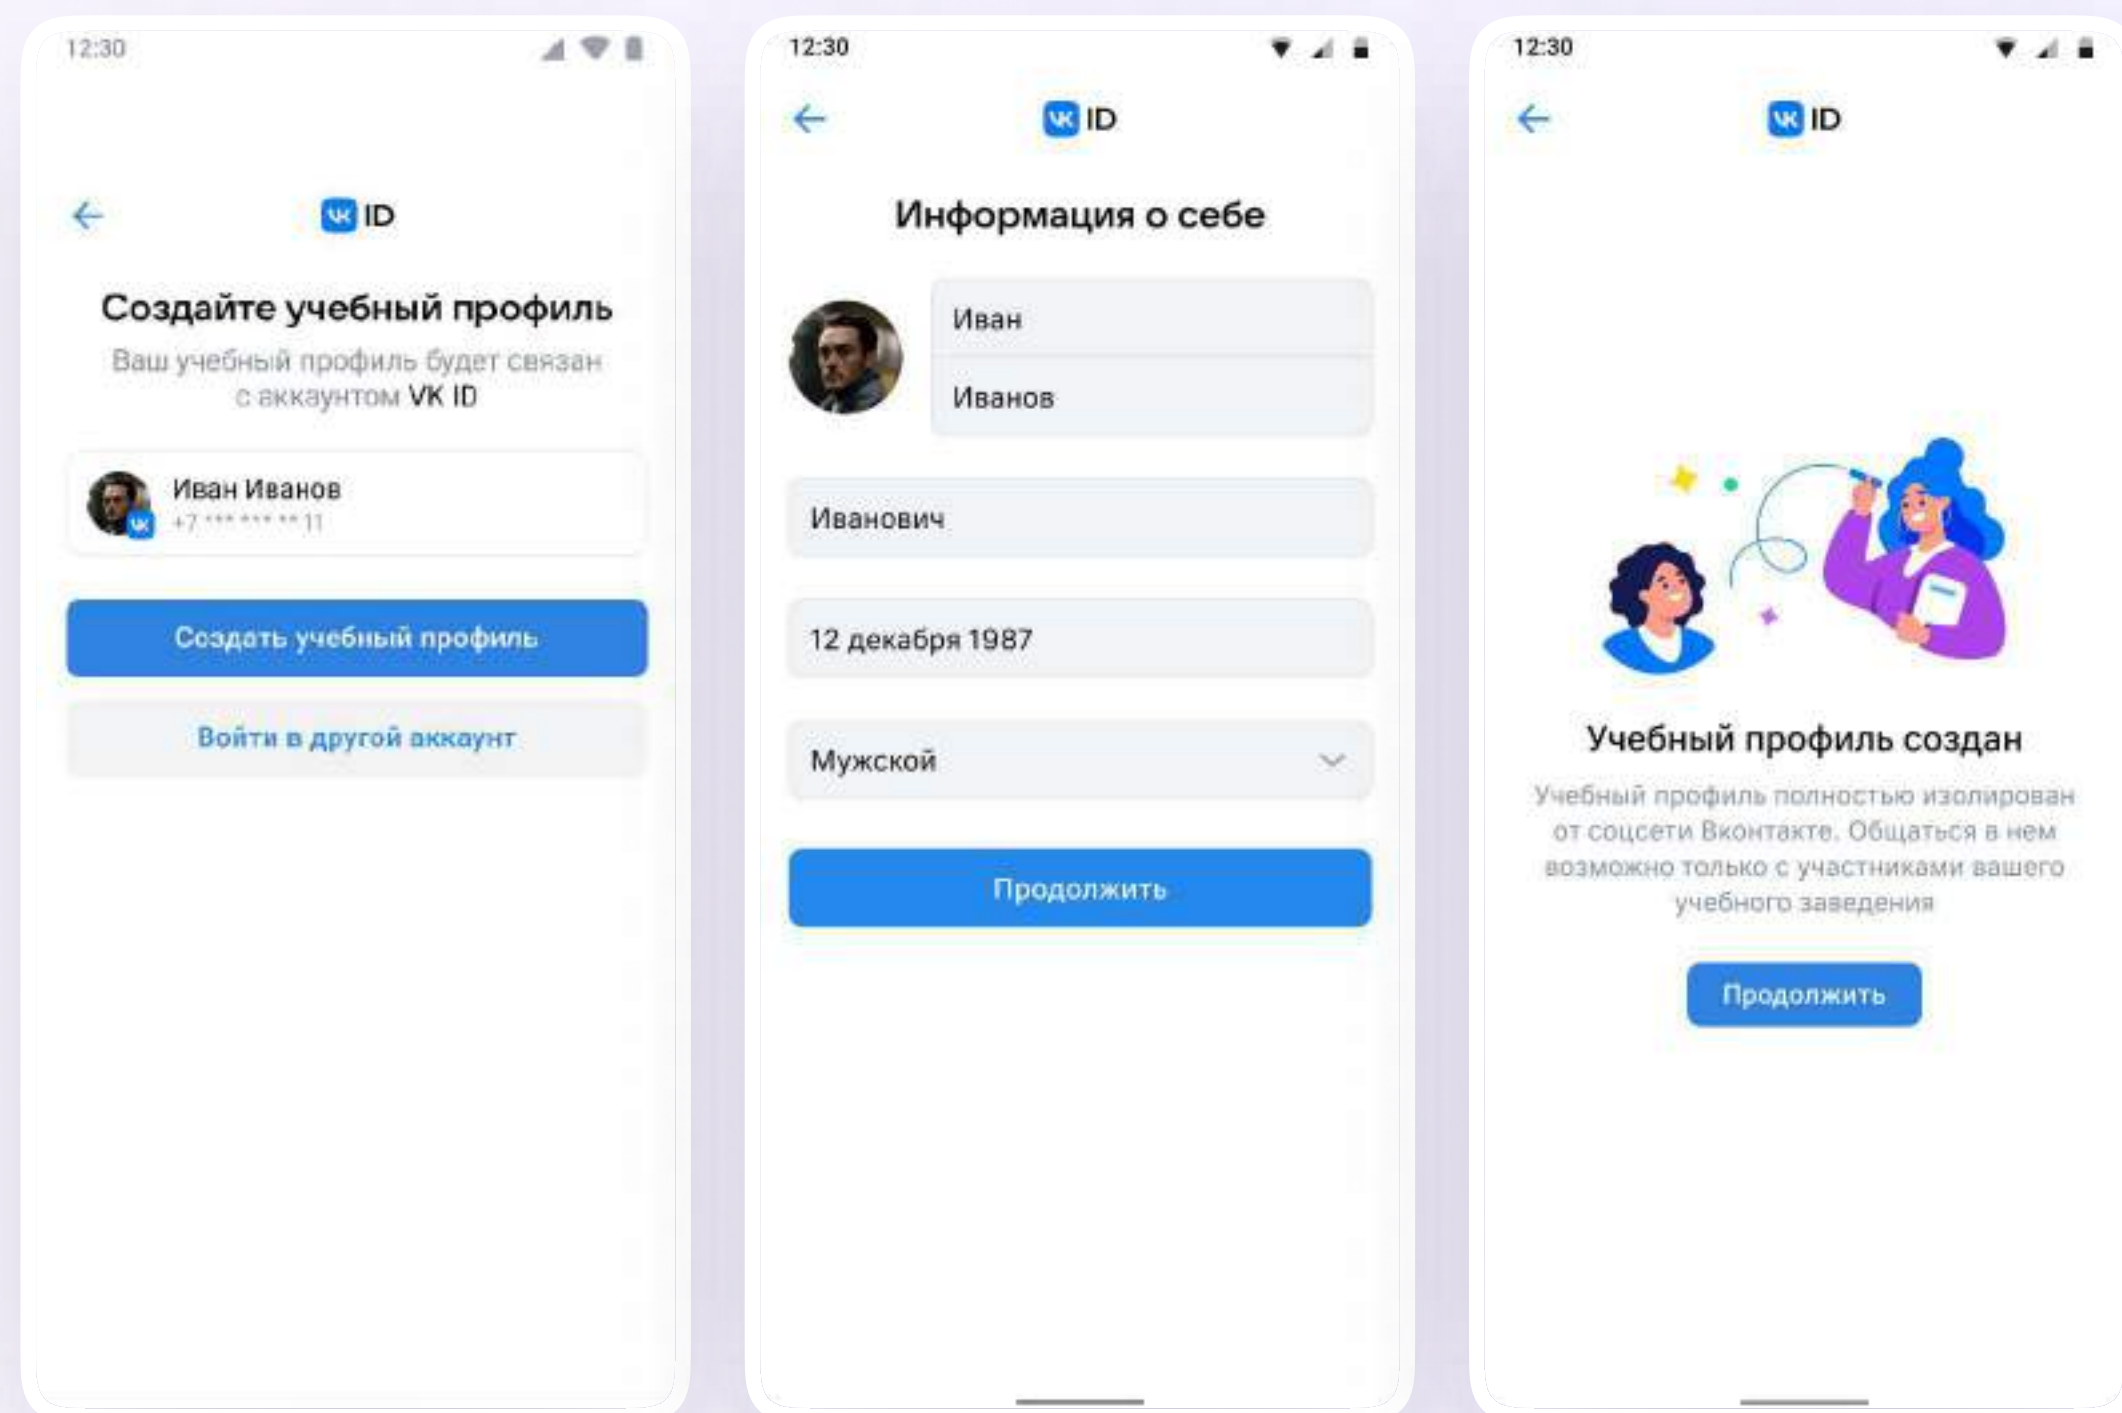 12:30
VK ID
Создайте учебный профиль
Ваш учебный профиль будет связан
с аккаунтом VK ID
Иван Иванов
+7 *** *** ** 11
Создать учебный профиль
Войти в другой аккаунт
12:30
VK ID
Информация о себе
Иван
Иванов
Иванович
12 декабря 1987
Мужской
Продолжить
12:30
VK ID
Учебный профиль создан
Учебный профиль полностью изолирован
от соцсети Вконтакте. Общаться в нем
возможно только с участниками вашего
учебного заведения
Продолжить